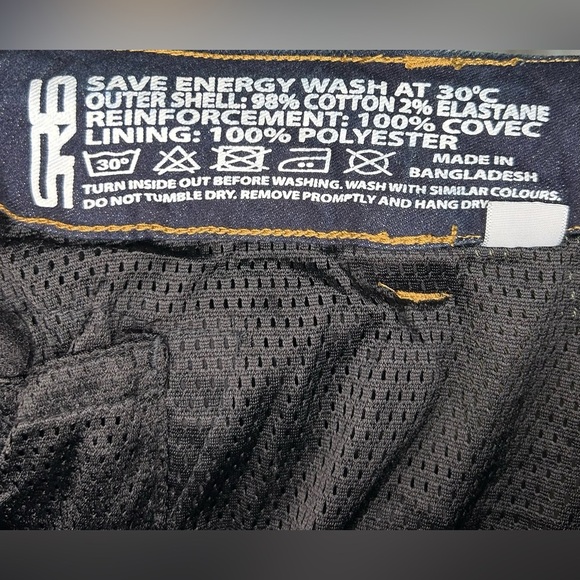 SAVE ENERGY WASH AT 30°C
OUTER SHELL: 98% COTTON 2% ELASTANE
REINFORCEMENT: 100% COVEC
LINING: 100% POLYESTER
30°
MADE IN
BANGLADESH
TURN INSIDE OUT BEFORE WASHING. WASH WITH SIMILAR COLOURS.
DO NOT TUMBLE DRY. REMOVE PROMPTLY AND HANG DRY.